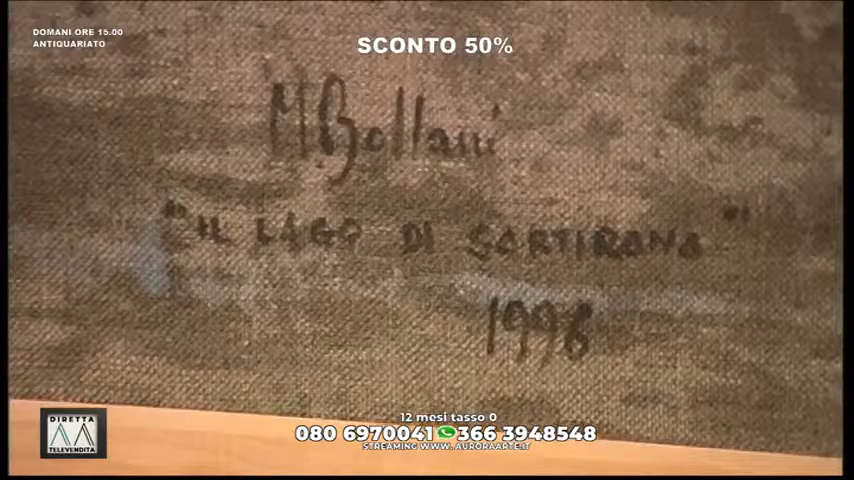 DOMANI ORE 15.00
ANTIQUARIATO
SCONTO 50%
M Bollani
"IL LAGO DI SARTIRANA"
1996
DIRETTA
TELEVENDITA
12 mesi tasso 0
080 6970041 366 3948548
STREAMING WWW. AURORAARTE.IT